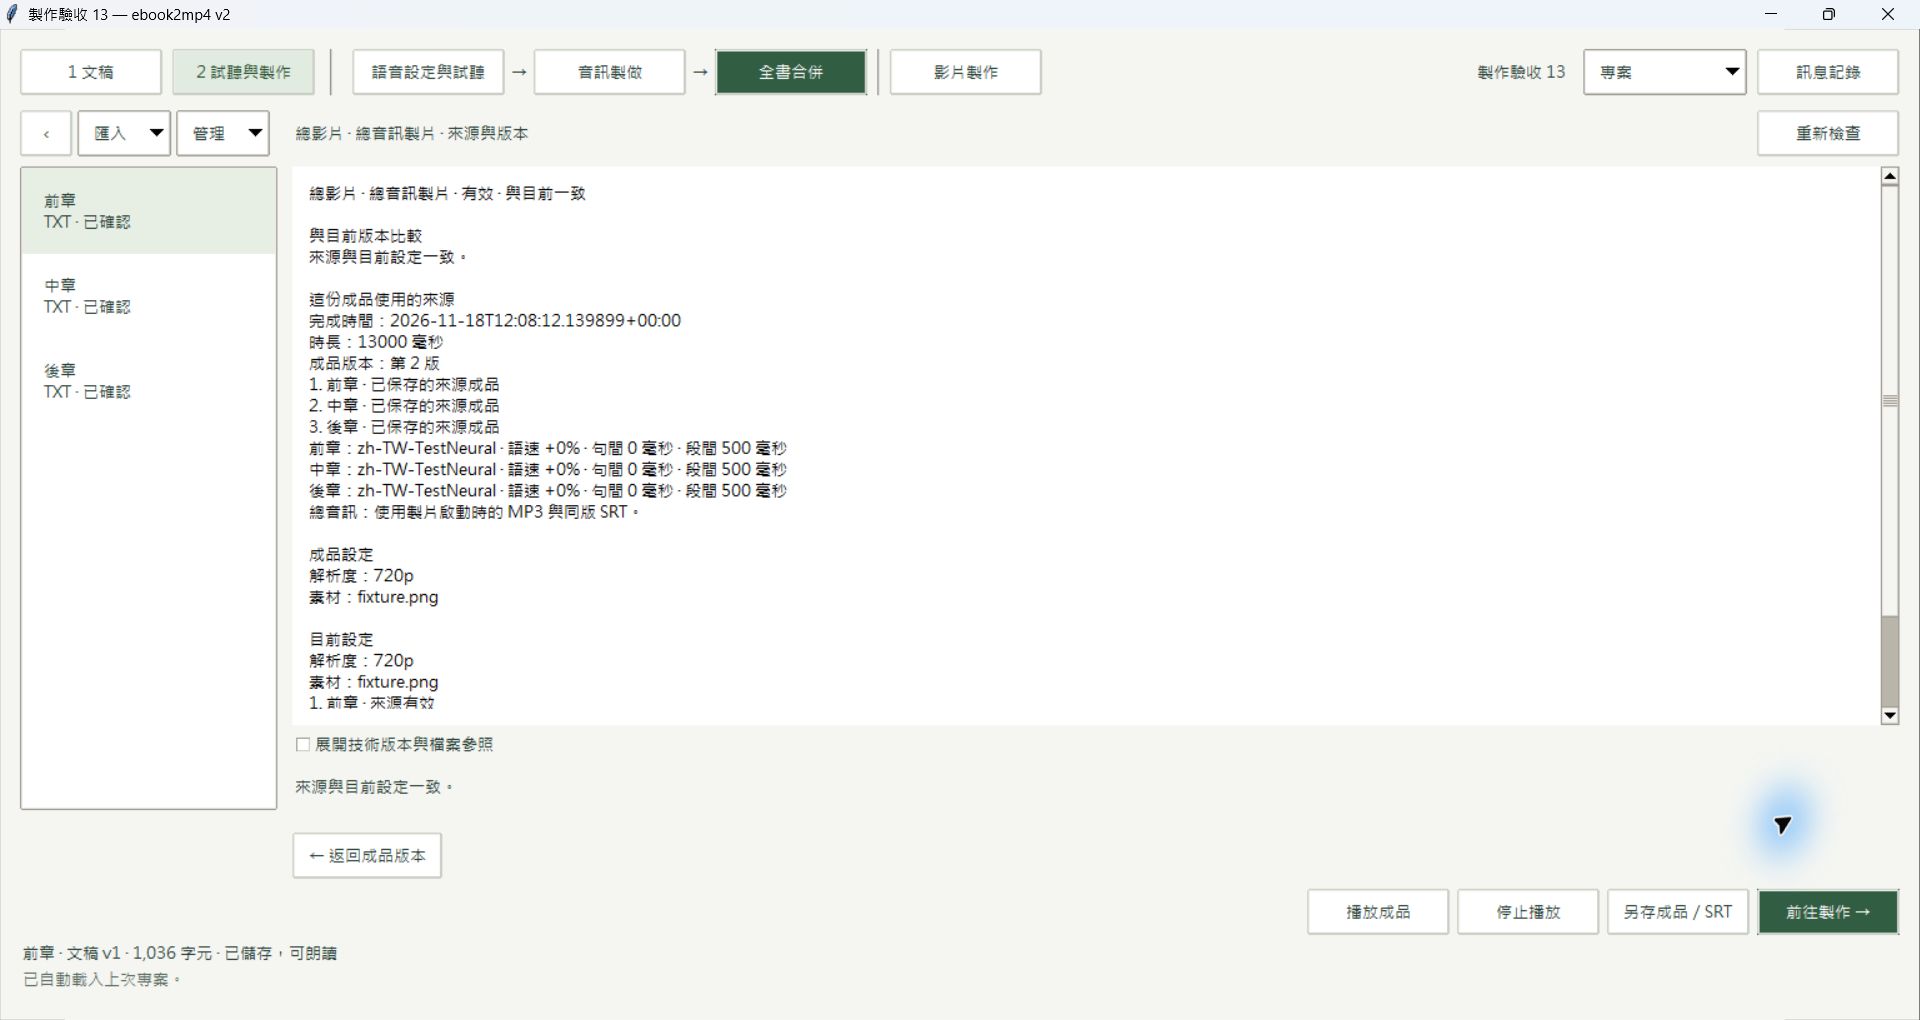 製作驗收 13 — ebook2mp4 v2
1 文稿
2 試聽與製作
語音設定與試聽
→
音訊製做
→
全書合併
影片製作
製作驗收 13
專案
訊息記錄
‹
匯入
管理
總影片 · 總音訊製片 · 來源與版本
重新檢查
前章
TXT · 已確認
中章
TXT · 已確認
後章
TXT · 已確認
總影片 · 總音訊製片 · 有效 · 與目前一致
與目前版本比較
來源與目前設定一致。
這份成品使用的來源
完成時間：2026-11-18T12:08:12.139899+00:00
時長：13000 毫秒
成品版本：第 2 版
1. 前章 · 已保存的來源成品
2. 中章 · 已保存的來源成品
3. 後章 · 已保存的來源成品
前章：zh-TW-TestNeural · 語速 +0% · 句間 0 毫秒 · 段間 500 毫秒
中章：zh-TW-TestNeural · 語速 +0% · 句間 0 毫秒 · 段間 500 毫秒
後章：zh-TW-TestNeural · 語速 +0% · 句間 0 毫秒 · 段間 500 毫秒
總音訊：使用製片啟動時的 MP3 與同版 SRT。
成品設定
解析度：720p
素材：fixture.png
目前設定
解析度：720p
素材：fixture.png
1. 前章 · 來源有效
展開技術版本與檔案參照
來源與目前設定一致。
← 返回成品版本
播放成品
停止播放
另存成品 / SRT
前往製作 →
前章 · 文稿 v1 · 1,036 字元 · 已儲存，可朗讀
已自動載入上次專案。